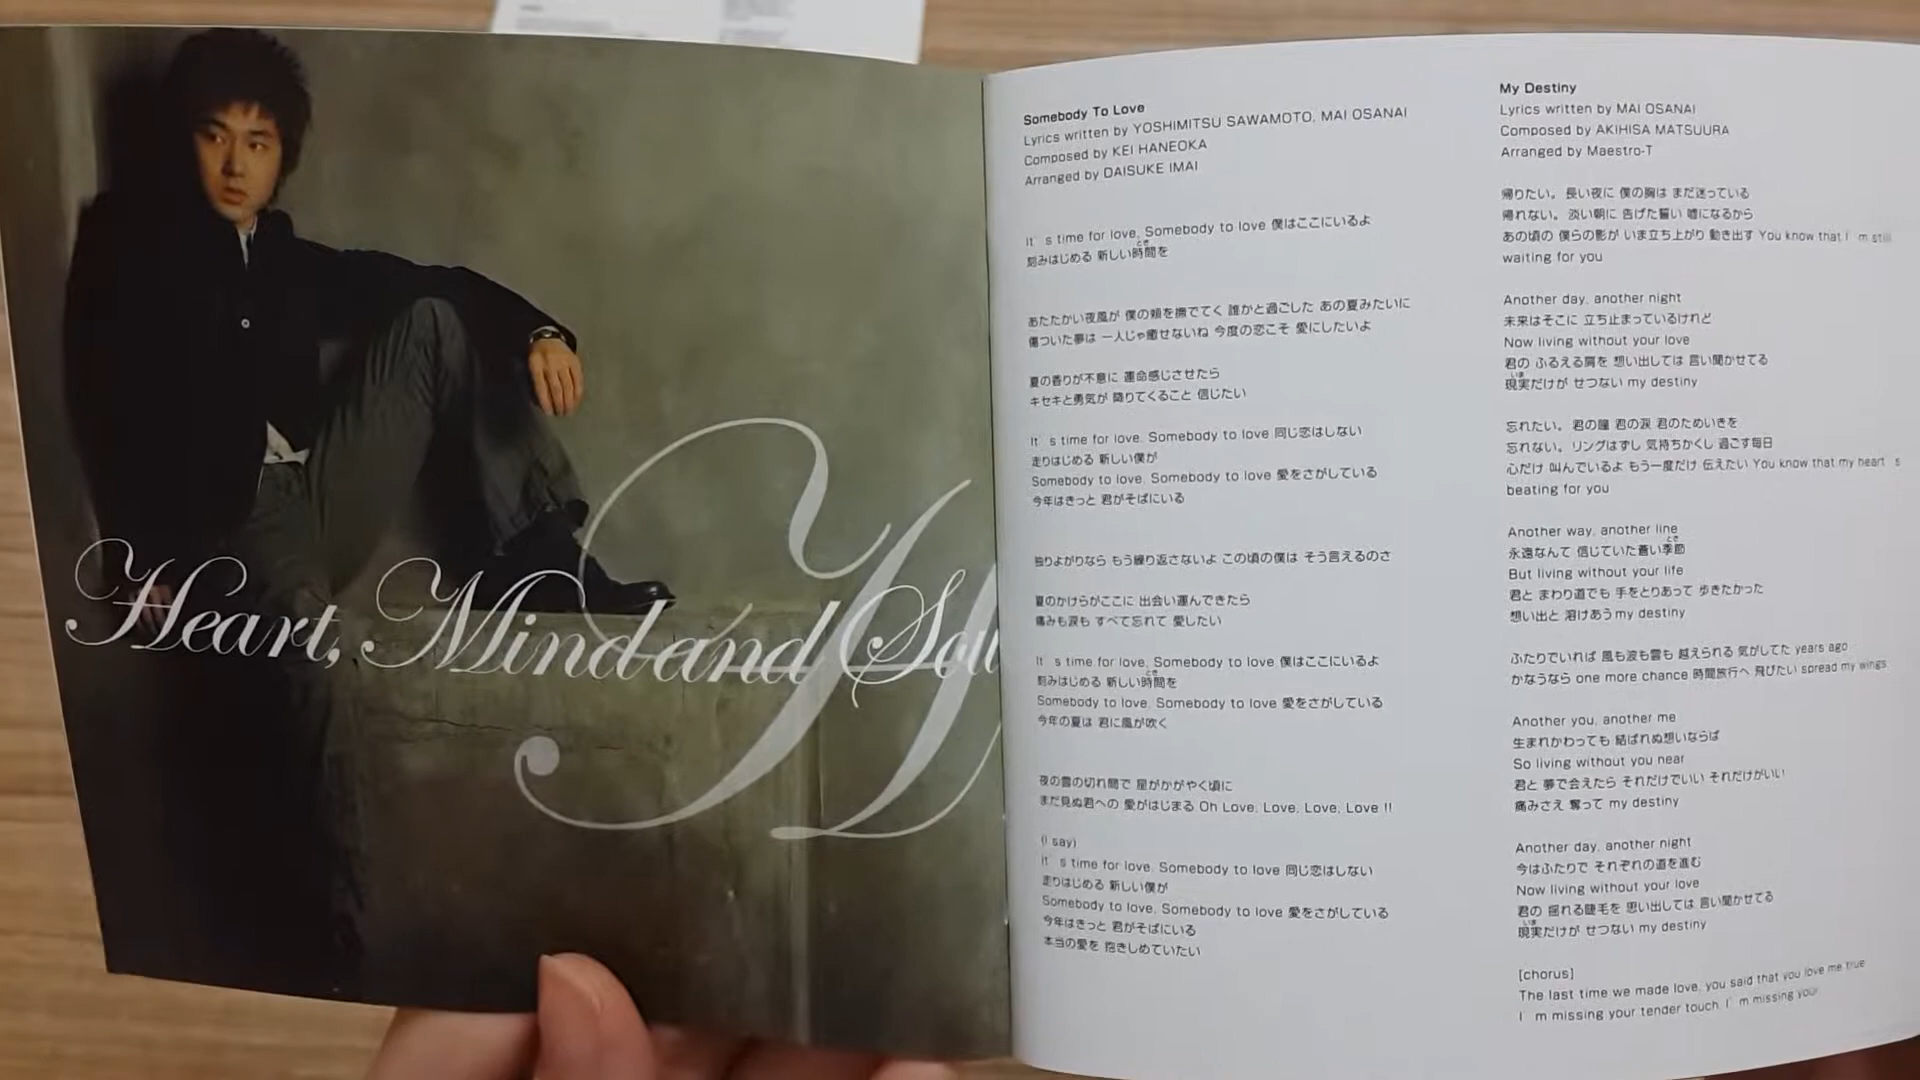 Heart, Mind and Soul
Y
Somebody To Love
Lyrics written by YOSHIMITSU SAWAMOTO, MAI OSANAI
Composed by KEI HANEOKA
Arranged by DAISUKE IMAI
It's time for love, Somebody to love 僕はここにいるよ
刻みはじめる 新しい時間を
とき
あたたかい夜風が 僕の頬を撫でてく 誰かと過ごした あの夏みたいに
傷ついた夢は 一人じゃ癒せないね 今度の恋こそ 愛にしたいよ
夏の香りが不意に 運命感じさせたら
キセキと勇気が 降りてくること 信じたい
It's time for love, Somebody to love 同じ恋はしない
走りはじめる 新しい僕が
Somebody to love, Somebody to love 愛をさがしている
今年はきっと 君がそばにいる
独りよがりなら もう繰り返さないよ この頃の僕は そう言えるのさ
夏のかけらがここに 出会い運んできたら
痛みも涙も すべて忘れて 愛したい
It's time for love, Somebody to love 僕はここにいるよ
刻みはじめる 新しい時間を
とき
Somebody to love, Somebody to love 愛をさがしている
今年の夏は 君に風が吹く
夜の雲の切れ間で 星がかがやく頃に
まだ見ぬ君への 愛がはじまる Oh Love, Love, Love, Love !!
(I say)
It's time for love, Somebody to love 同じ恋はしない
走りはじめる 新しい僕が
Somebody to love, Somebody to love 愛をさがしている
今年はきっと 君がそばにいる
本当の愛を 抱きしめていたい
My Destiny
Lyrics written by MAI OSANAI
Composed by AKIHISA MATSUURA
Arranged by Maestro-T
帰りたい。 長い夜に 僕の胸は まだ迷っている
帰れない。 淡い朝に 告げた誓い 嘘になるから
あの頃の 僕らの影が いま立ち上がり 動き出す You know that I'm still
waiting for you
Another day, another night
未来はそこに 立ち止まっているけれど
Now living without your love
君の ふるえる肩を 想い出しては 言い聞かせてる
いま
現実だけが せつない my destiny
忘れたい。 君の瞳 君の涙 君のためいきを
忘れない。 リングはずし 気持ちかくし 過ごす毎日
心だけ 叫んでいるよ もう一度だけ 伝えたい You know that my heart's
beating for you
Another way, another line
とき
永遠なんて 信じていた蒼い季節
But living without your life
君と まわり道でも 手をとりあって 歩きたかった
想い出と 溶けあう my destiny
ふたりでいれば 風も波も雲も 越えられる 気がしてた years ago
かなうなら one more chance 時間旅行へ 飛びたい spread my wings
Another you, another me
生まれかわっても 結ばれぬ想いならば
So living without you near
君と 夢で会えたら それだけでいい それだけがいい
痛みさえ 奪って my destiny
Another day, another night
今はふたりで それぞれの道を進む
Now living without your love
君の 揺れる睫毛を 思い出しては 言い聞かせてる
いま
現実だけが せつない my destiny
[chorus]
The last time we made love, you said that you love me true
I'm missing your tender touch, I'm missing you